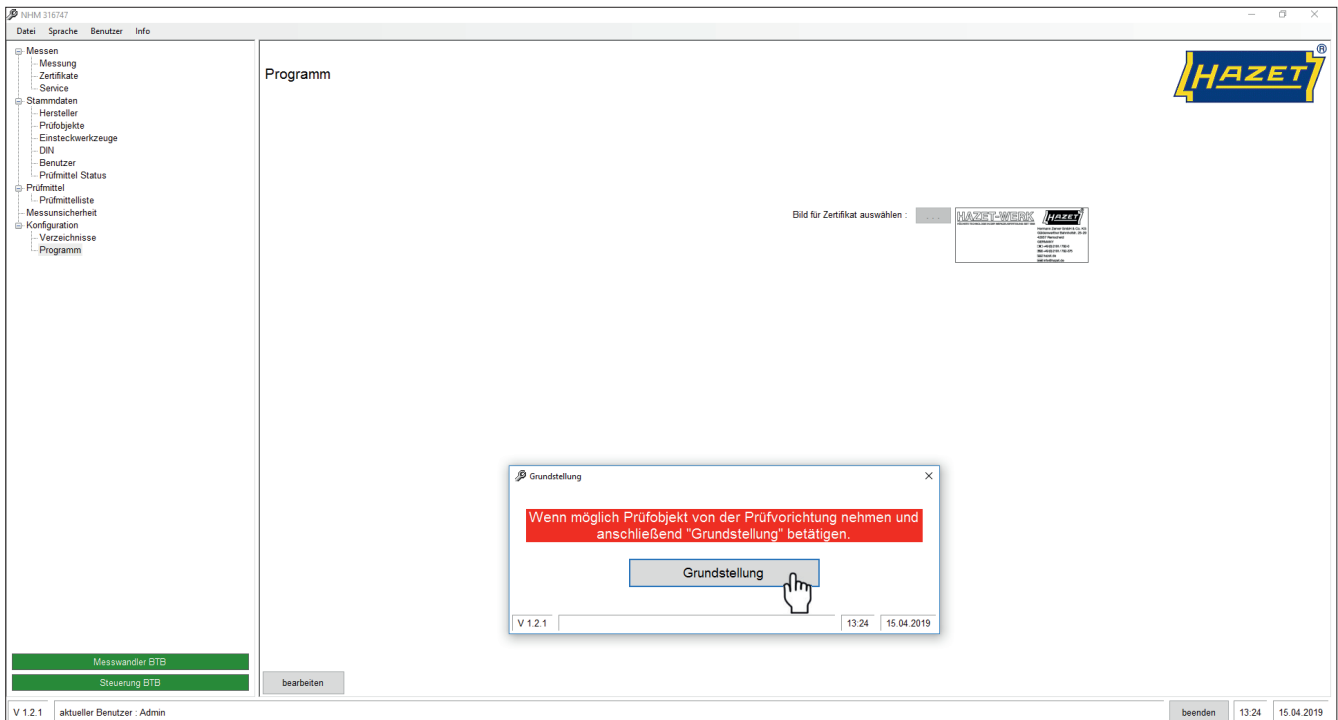 NHM 316747
Datei Sprache Benutzer Info
Messen
Messung
Zertifikate
Service
Stammdaten
Hersteller
Prüfobjekte
Einsteckwerkzeuge
DIN
Benutzer
Prüfmittel Status
Prüfmittel
Prüfmittelliste
Messunsicherheit
Konfiguration
Verzeichnisse
Programm
Messwandler BTB
Steuerung BTB
Programm
HAZET®
Bild für Zertifikat auswählen : ...
HAZET-WERK HAZET
GERMANY
Grundstellung
Wenn möglich Prüfobjekt von der Prüfvorichtung nehmen und
anschließend "Grundstellung" betätigen.
Grundstellung
V 1.2.1 13:24 15.04.2019
bearbeiten
V 1.2.1 aktueller Benutzer : Admin beenden 13:24 15.04.2019